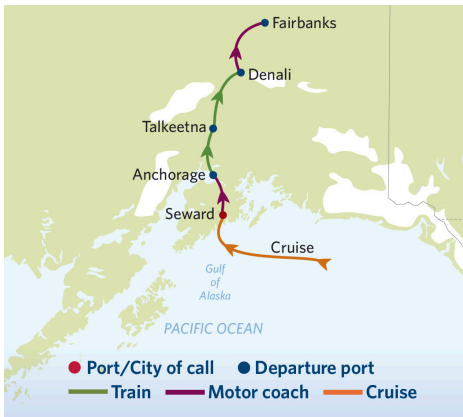 Fairbanks
Denali
Talkeetna
Anchorage
Seward
Cruise
Gulf
of
Alaska
PACIFIC OCEAN
Port/City of call Departure port
Train Motor coach Cruise